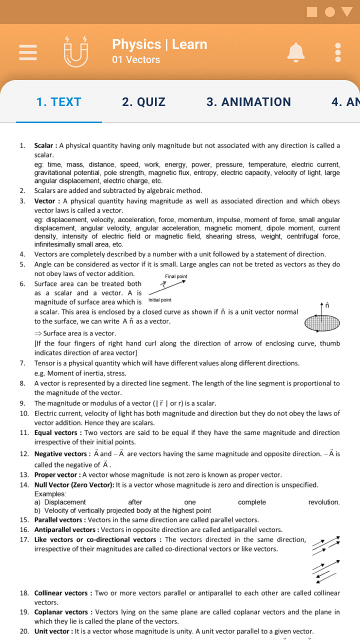 Physics | Learn
01 Vectors
1. TEXT 2. QUIZ 3. ANIMATION 4. AN
1. Scalar : A physical quantity having only magnitude but not associated with any direction is called a
scalar.
eg: time, mass, distance, speed, work, energy, power, pressure, temperature, electric current,
gravitational potential, pole strength, magnetic flux, entropy, electric capacity, velocity of light, large
angular displacement, electric charge, etc.
2. Scalars are added and subtracted by algebraic method.
3. Vector : A physical quantity having magnitude as well as associated direction and which obeys
vector laws is called a vector.
eg: displacement, velocity, acceleration, force, momentum, impulse, moment of force, small angular
displacement, angular velocity, angular acceleration, magnetic moment, dipole moment, current
density, intensity of electric field or magnetic field, shearing stress, weight, centrifugal force,
infinitesimally small area, etc.
4. Vectors are completely described by a number with a unit followed by a statement of direction.
5. Angle can be considered as vector if it is small. Large angles can not be treted as vectors as they do
not obey laws of vector addition.
6. Surface area can be treated both
as a scalar and a vector. A is
magnitude of surface area which is
Final point
Initial point
a scalar. This area is enclosed by a closed curve as show if n̂ is a unit vector normal
to the surface, we can write A n̂ as a vector.
n̂
⇒ Surface area is a vector.
[If the four fingers of right hand curl along the direction of arrow of enclosing curve, thumb
indicates direction of area vector]
7. Tensor is a physical quantity which will have different values along different directions.
e.g. Moment of inertia, stress.
8. A vector is represented by a directed line segment. The length of the line segment is proportional to
the magnitude of the vector.
9. The magnitude or modulus of a vector (| r⃗ | or r) is a scalar.
10. Electric current, velocity of light has both magnitude and direction but they do not obey the laws of
vector addition. Hence they are scalars.
11. Equal vectors : Two vectors are said to be equal if they have the same magnitude and direction
irrespective of their initial points.
12. Negative vectors : A⃗ and – A⃗ are vectors having the same magnitude and opposite direction. – A⃗ is
called the negative of A⃗ .
13. Proper vector : A vector whose magnitude is not zero is known as proper vector.
14. Null Vector (Zero Vector): It is a vector whose magnitude is zero and direction is unspecified.
Examples:
a) Displacement after one complete revolution.
b) Velocity of vertically projected body at the highest point
15. Parallel vectors : Vectors in the same direction are called parallel vectors.
16. Antiparallel vectors : Vectors in opposite direction are called antiparallel vectors.
17. Like vectors or co-directional vectors : The vectors directed in the same direction,
irrespective of their magnitudes are called co-directional vectors or like vectors.
18. Collinear vectors : Two or more vectors parallel or antiparallel to each other are called collinear
vectors.
19. Coplanar vectors : Vectors lying on the same plane are called coplanar vectors and the plane in
which they lie is called the plane of the vectors.
20. Unit vector : It is a vector whose magnitude is unity. A unit vector parallel to a given vector.